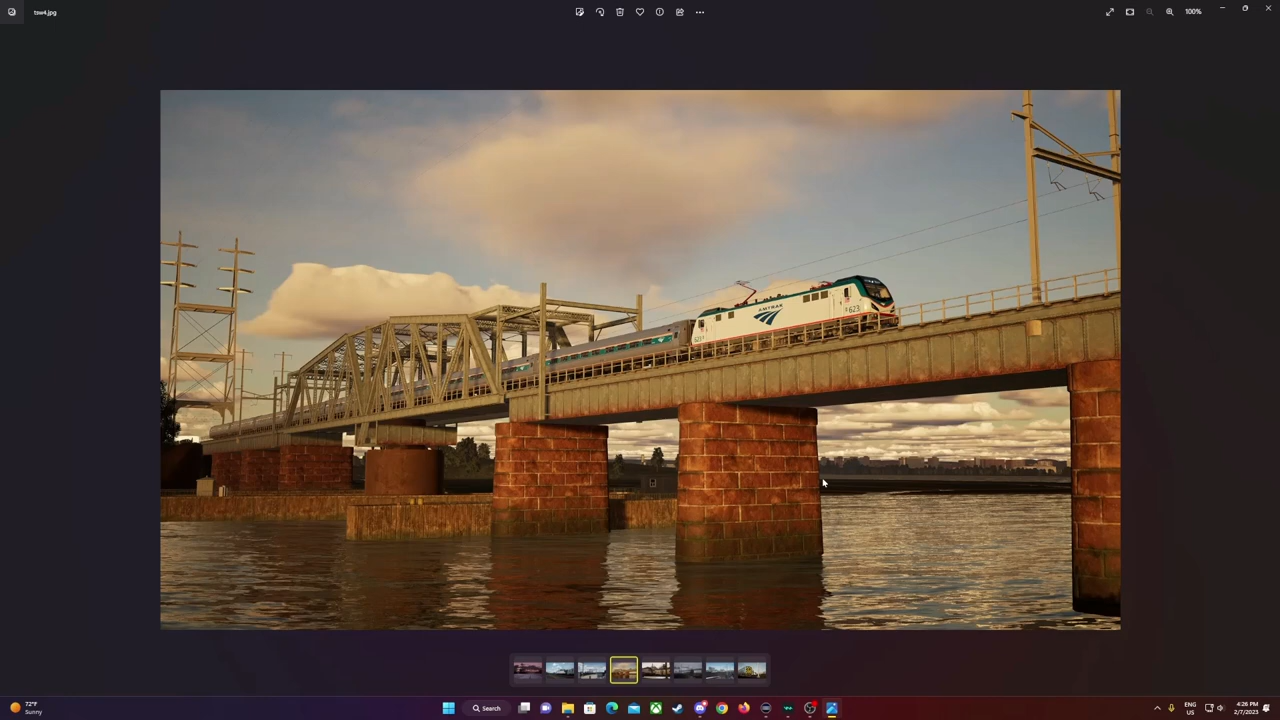 tsw4.jpg
100%
AMTRAK
623
72°F
Sunny
Search
ENG
US
4:26 PM
2/7/2023